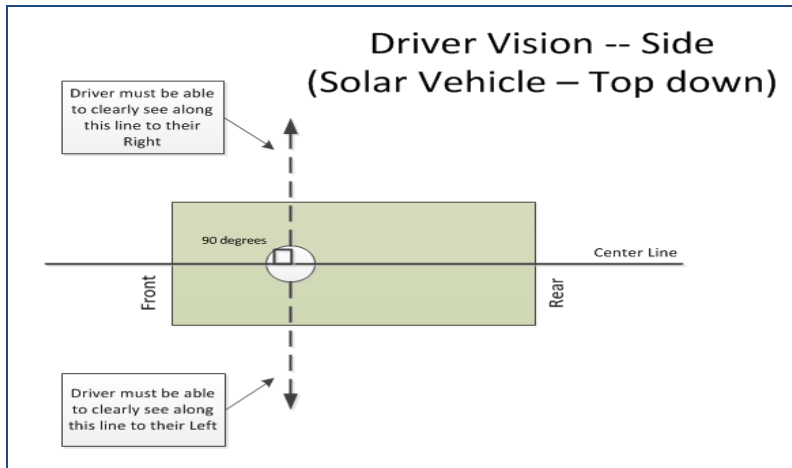 Driver Vision -- Side
(Solar Vehicle – Top down)
Driver must be able
to clearly see along
this line to their
Right
90 degrees
Center Line
Front
Rear
Driver must be able
to clearly see along
this line to their Left